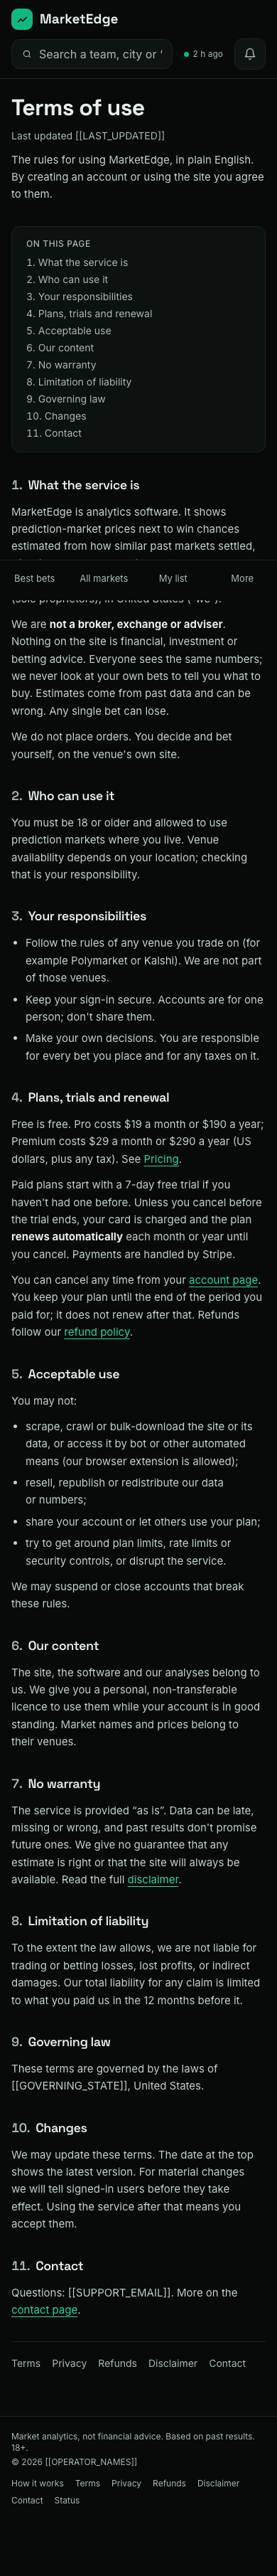 MarketEdge
Search a team, city or '
2 h ago
Terms of use
Last updated [[LAST_UPDATED]]
The rules for using MarketEdge, in plain English.
By creating an account or using the site you agree
to them.
ON THIS PAGE
1. What the service is
2. Who can use it
3. Your responsibilities
4. Plans, trials and renewal
5. Acceptable use
6. Our content
7. No warranty
8. Limitation of liability
9. Governing law
10. Changes
11. Contact
1. What the service is
MarketEdge is analytics software. It shows
prediction-market prices next to win chances
estimated from how similar past markets settled,
Best bets All markets My list More
(sole proprietors), in United States ("we").
We are not a broker, exchange or adviser.
Nothing on the site is financial, investment or
betting advice. Everyone sees the same numbers;
we never look at your own bets to tell you what to
buy. Estimates come from past data and can be
wrong. Any single bet can lose.
We do not place orders. You decide and bet
yourself, on the venue's own site.
2. Who can use it
You must be 18 or older and allowed to use
prediction markets where you live. Venue
availability depends on your location; checking
that is your responsibility.
3. Your responsibilities
• Follow the rules of any venue you trade on (for
example Polymarket or Kalshi). We are not part
of those venues.
• Keep your sign-in secure. Accounts are for one
person; don't share them.
• Make your own decisions. You are responsible
for every bet you place and for any taxes on it.
4. Plans, trials and renewal
Free is free. Pro costs $19 a month or $190 a year;
Premium costs $29 a month or $290 a year (US
dollars, plus any tax). See Pricing.
Paid plans start with a 7-day free trial if you
haven't had one before. Unless you cancel before
the trial ends, your card is charged and the plan
renews automatically each month or year until
you cancel. Payments are handled by Stripe.
You can cancel any time from your account page.
You keep your plan until the end of the period you
paid for; it does not renew after that. Refunds
follow our refund policy.
5. Acceptable use
You may not:
• scrape, crawl or bulk-download the site or its
data, or access it by bot or other automated
means (our browser extension is allowed);
• resell, republish or redistribute our data
or numbers;
• share your account or let others use your plan;
• try to get around plan limits, rate limits or
security controls, or disrupt the service.
We may suspend or close accounts that break
these rules.
6. Our content
The site, the software and our analyses belong to
us. We give you a personal, non-transferable
licence to use them while your account is in good
standing. Market names and prices belong to
their venues.
7. No warranty
The service is provided “as is”. Data can be late,
missing or wrong, and past results don't promise
future ones. We give no guarantee that any
estimate is right or that the site will always be
available. Read the full disclaimer.
8. Limitation of liability
To the extent the law allows, we are not liable for
trading or betting losses, lost profits, or indirect
damages. Our total liability for any claim is limited
to what you paid us in the 12 months before it.
9. Governing law
These terms are governed by the laws of
[[GOVERNING_STATE]], United States.
10. Changes
We may update these terms. The date at the top
shows the latest version. For material changes
we will tell signed-in users before they take
effect. Using the service after that means you
accept them.
11. Contact
Questions: [[SUPPORT_EMAIL]]. More on the
contact page.
Terms Privacy Refunds Disclaimer Contact
Market analytics, not financial advice. Based on past results.
18+.
© 2026 [[OPERATOR_NAMES]]
How it works Terms Privacy Refunds Disclaimer
Contact Status